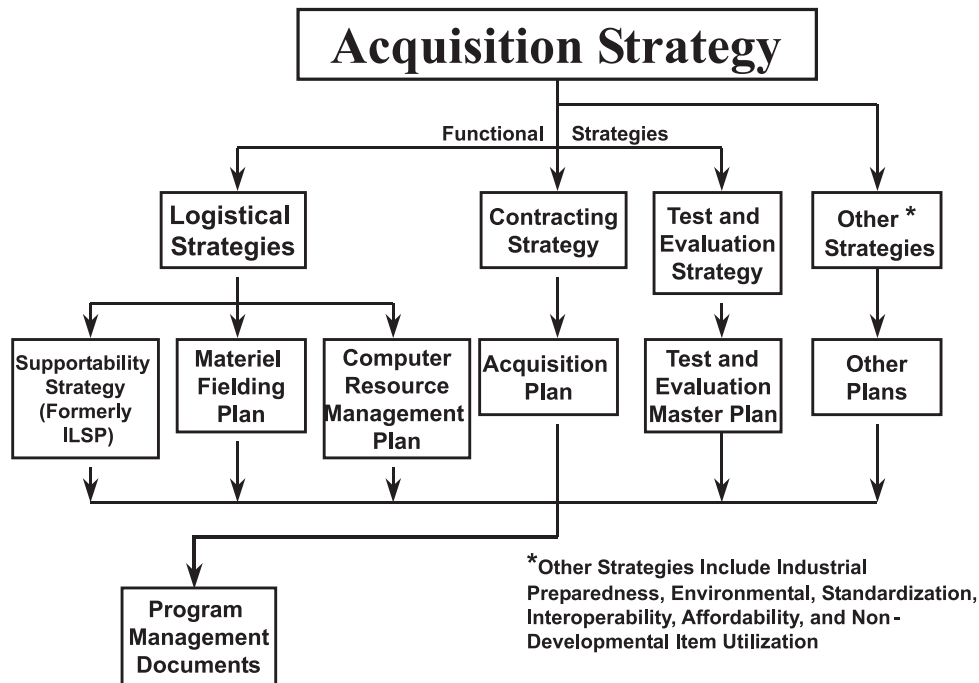 Acquisition Strategy
Functional Strategies
Logistical
Strategies
Contracting
Strategy
Test and
Evaluation
Strategy
Other *
Strategies
Supportability
Strategy
(Formerly
ILSP)
Materiel
Fielding
Plan
Computer
Resource
Management
Plan
Acquisition
Plan
Test and
Evaluation
Master Plan
Other
Plans
Program
Management
Documents
*Other Strategies Include Industrial
Preparedness, Environmental, Standardization,
Interoperability, Affordability, and Non-
Developmental Item Utilization